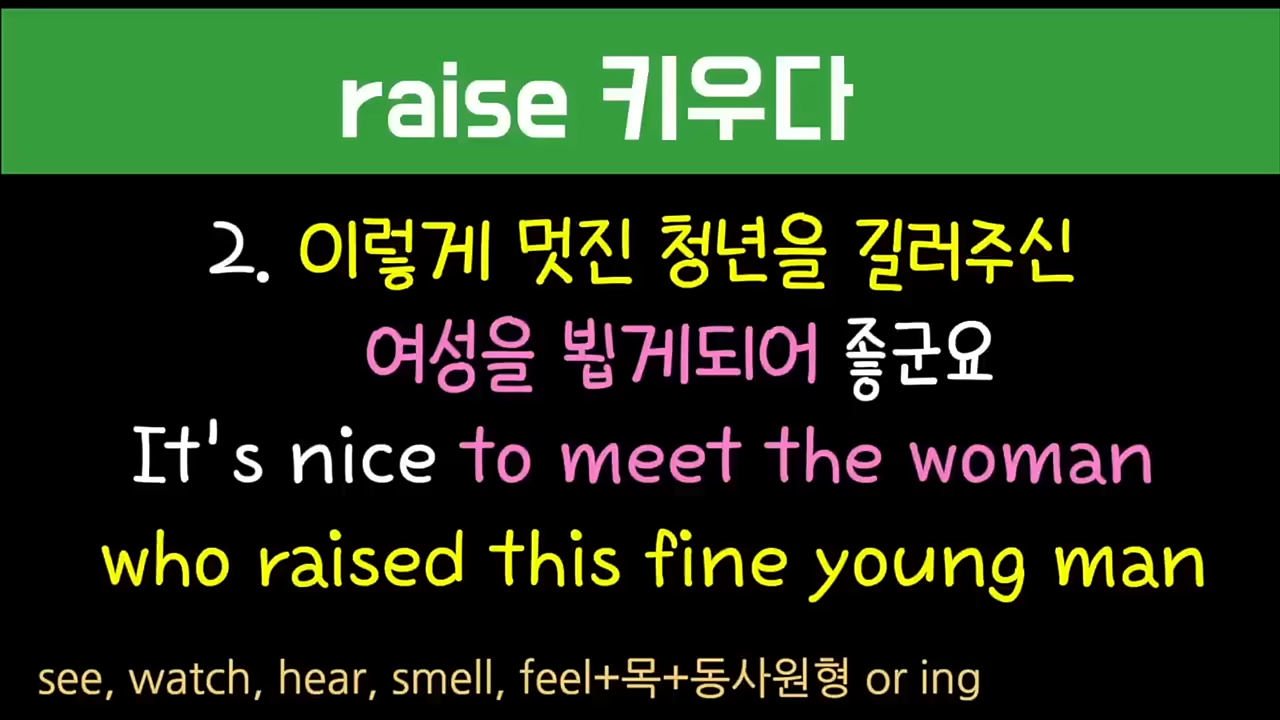 raise 키우다
2. 이렇게 멋진 청년을 길러주신
여성을 뵙게되어 좋군요
It's nice to meet the woman
who raised this fine young man
see, watch, hear, smell, feel+목+동사원형 or ing